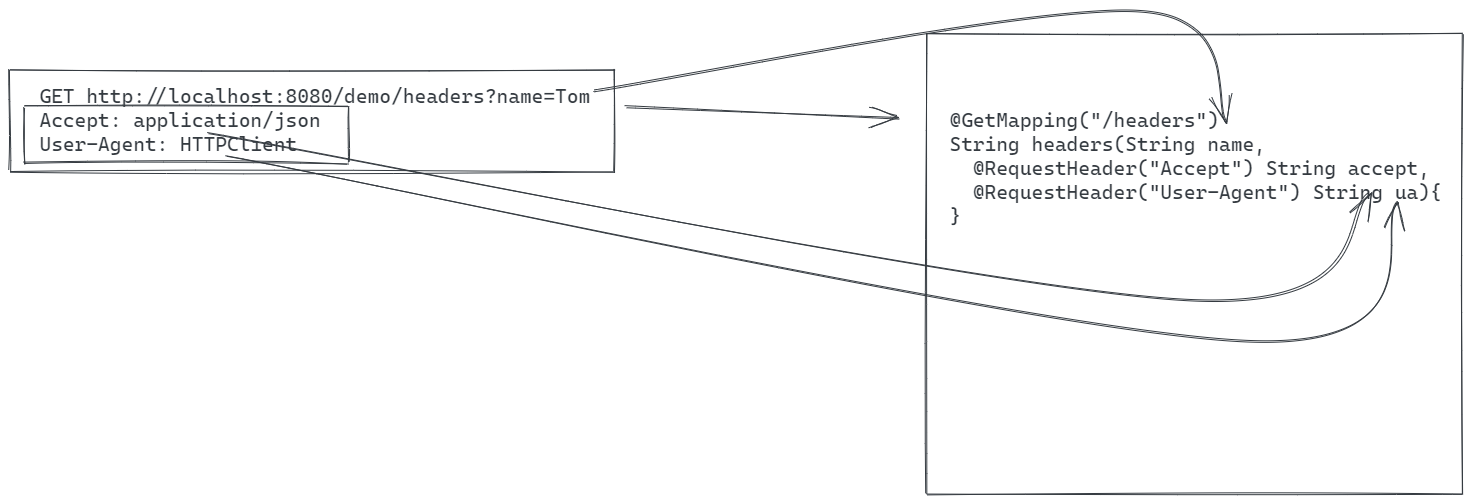 GET http://localhost:8080/demo/headers?name=Tom
Accept: application/json
User-Agent: HTTPClient
@GetMapping("/headers")
String headers(String name,
  @RequestHeader("Accept") String accept,
  @RequestHeader("User-Agent") String ua){
}